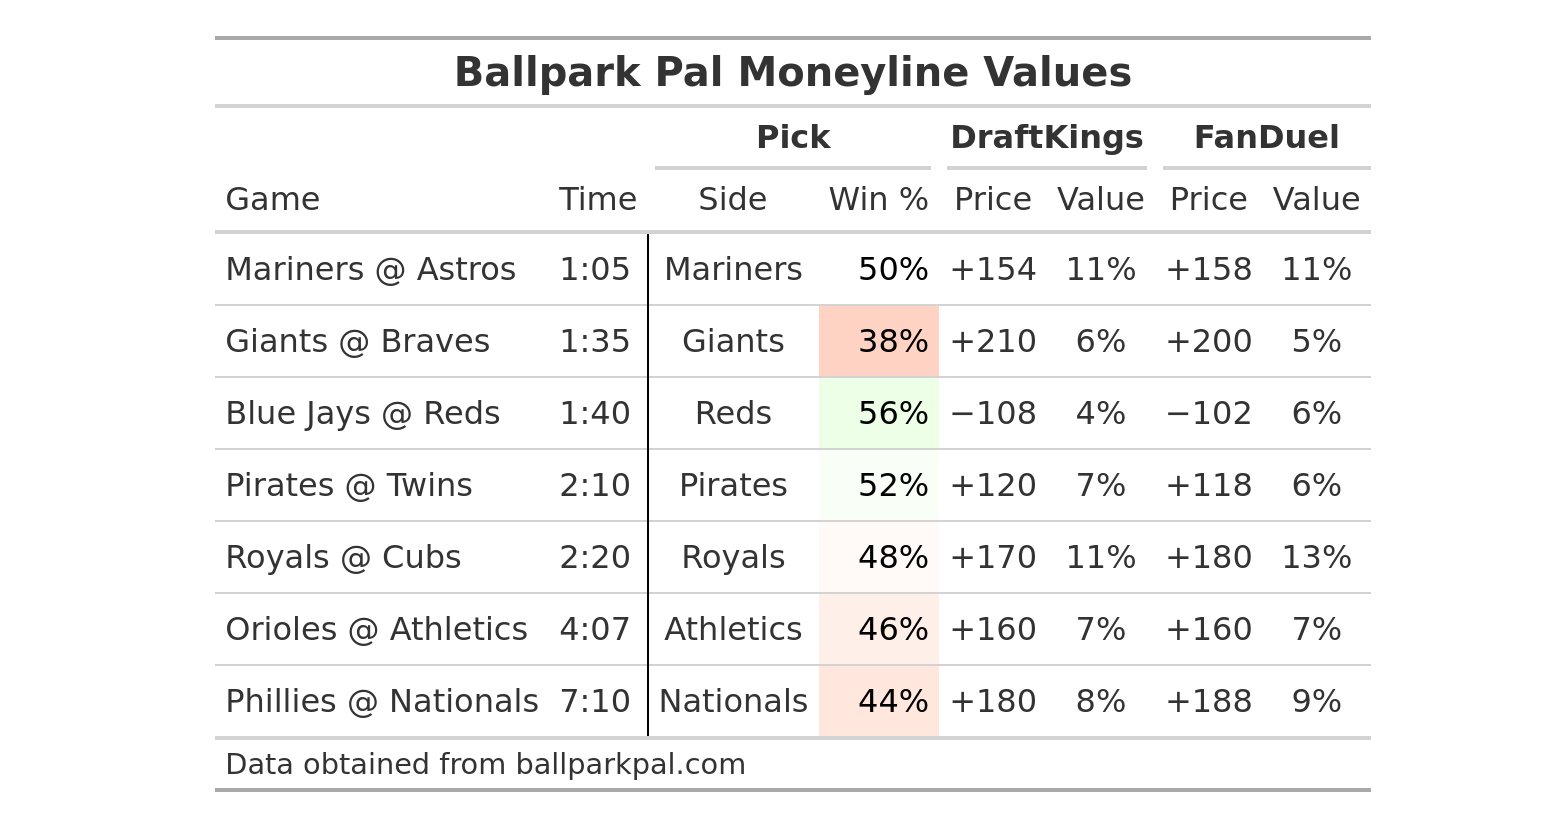 Ballpark Pal Moneyline Values
Pick DraftKings FanDuel
Game Time Side Win % Price Value Price Value
Mariners @ Astros 1:05 Mariners 50% +154 11% +158 11%
Giants @ Braves 1:35 Giants 38% +210 6% +200 5%
Blue Jays @ Reds 1:40 Reds 56% −108 4% −102 6%
Pirates @ Twins 2:10 Pirates 52% +120 7% +118 6%
Royals @ Cubs 2:20 Royals 48% +170 11% +180 13%
Orioles @ Athletics 4:07 Athletics 46% +160 7% +160 7%
Phillies @ Nationals 7:10 Nationals 44% +180 8% +188 9%
Data obtained from ballparkpal.com